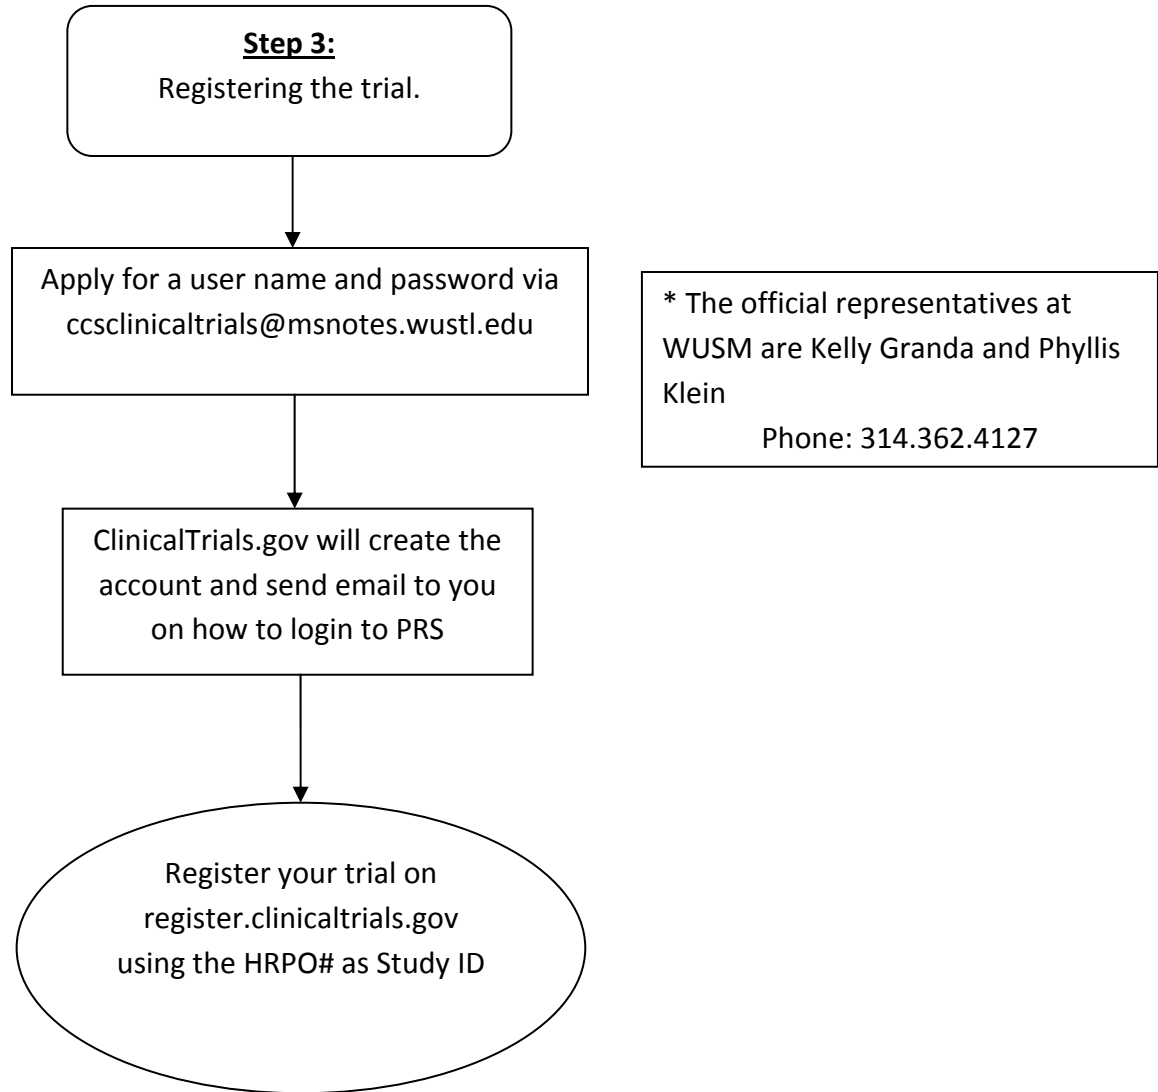 Step 3:
Registering the trial.
Apply for a user name and password via
ccsclinicaltrials@msnotes.wustl.edu
* The official representatives at
WUSM are Kelly Granda and Phyllis
Klein
Phone: 314.362.4127
ClinicalTrials.gov will create the
account and send email to you
on how to login to PRS
Register your trial on
register.clinicaltrials.gov
using the HRPO# as Study ID